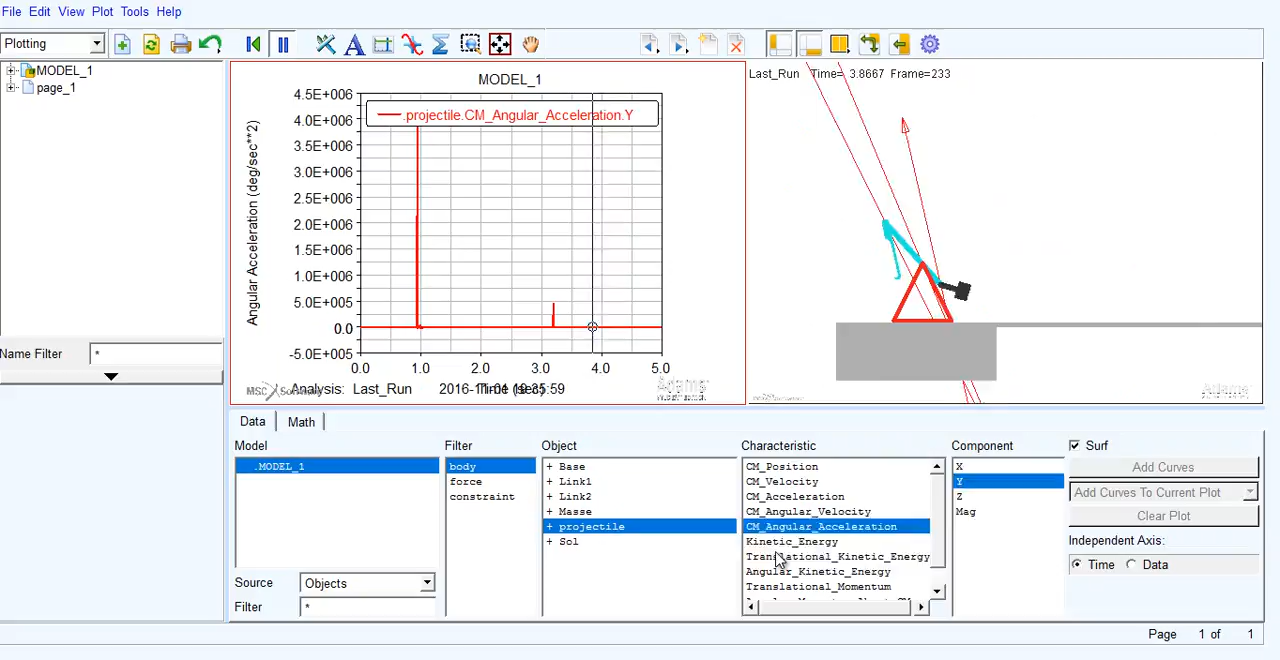 File Edit View Plot Tools Help
Plotting
MODEL_1
page_1
Name Filter *
MODEL_1
.projectile.CM_Angular_Acceleration.Y
Angular Acceleration (deg/sec**2)
4.5E+006
4.0E+006
3.5E+006
3.0E+006
2.5E+006
2.0E+006
1.5E+006
1.0E+006
5.0E+005
0.0
-5.0E+005
0.0 1.0 2.0 3.0 4.0 5.0
Analysis: Last_Run
Last_Run Time= 3.8667 Frame=233
Adams
Adams
Data Math
Model
.MODEL_1
Source Objects
Filter *
Filter
body
force
constraint
Object
+ Base
+ Link1
+ Link2
+ Masse
+ projectile
+ Sol
Characteristic
CM_Position
CM_Velocity
CM_Acceleration
CM_Angular_Velocity
CM_Angular_Acceleration
Kinetic_Energy
Translational_Kinetic_Energy
Angular_Kinetic_Energy
Translational_Momentum
Component
X
Y
Z
Mag
Surf
Add Curves
Add Curves To Current Plot
Clear Plot
Independent Axis:
Time Data
Page 1 of 1